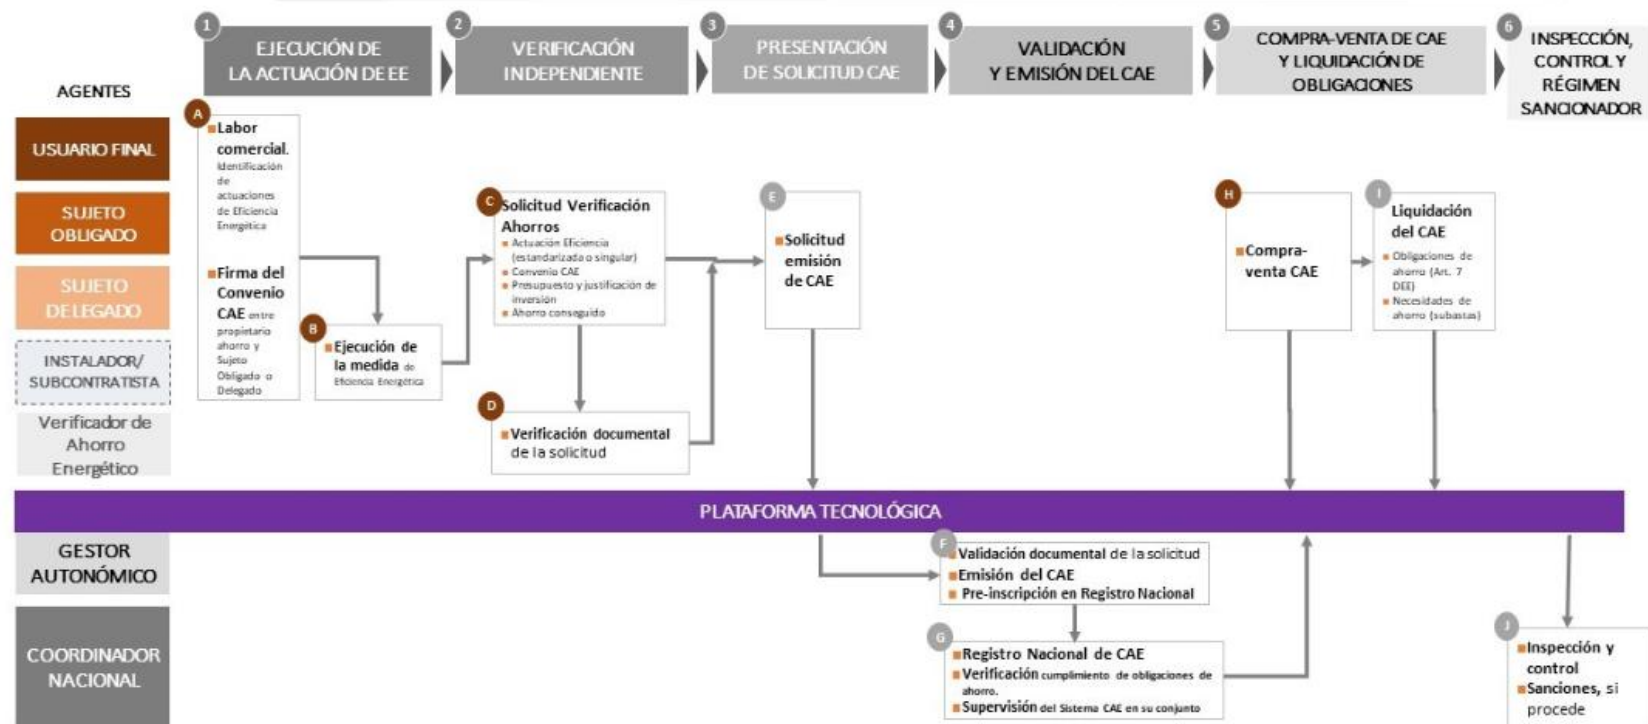 1
EJECUCIÓN DE
LA ACTUACIÓN DE EE
2
VERIFICACIÓN
INDEPENDIENTE
3
PRESENTACIÓN
DE SOLICITUD CAE
4
VALIDACIÓN
Y EMISIÓN DEL CAE
5
COMPRA-VENTA DE CAE
Y LIQUIDACIÓN DE
OBLIGACIONES
6
INSPECCIÓN,
CONTROL Y
RÉGIMEN
SANCIONADOR
AGENTES
USUARIO FINAL
SUJETO
OBLIGADO
SUJETO
DELEGADO
INSTALADOR/
SUBCONTRATISTA
Verificador de
Ahorro
Energético
A
Labor
comercial.
Identificación
de
actuaciones
de Eficiencia
Energética
Firma del
Convenio
CAE entre
propietario
ahorro y
Sujeto
Obligado o
Delegado
B
Ejecución de
la medida de
Eficiencia Energética
C
Solicitud Verificación
Ahorros
Actuación Eficiencia
(estandarizada o singular)
Convenio CAE
Presupuesto y justificación de
inversión
Ahorro conseguido
D
Verificación documental
de la solicitud
E
Solicitud
emisión
de CAE
H
Compra-
venta CAE
I
Liquidación
del CAE
Obligaciones de
ahorro (Art. 7
DEE)
Necesidades de
ahorro (subastas)
PLATAFORMA TECNOLÓGICA
GESTOR
AUTONÓMICO
COORDINADOR
NACIONAL
F
Validación documental de la solicitud
Emisión del CAE
Pre-inscripción en Registro Nacional
G
Registro Nacional de CAE
Verificación cumplimiento de obligaciones de
ahorro.
Supervisión del Sistema CAE en su conjunto
J
Inspección y
control
Sanciones, si
procede